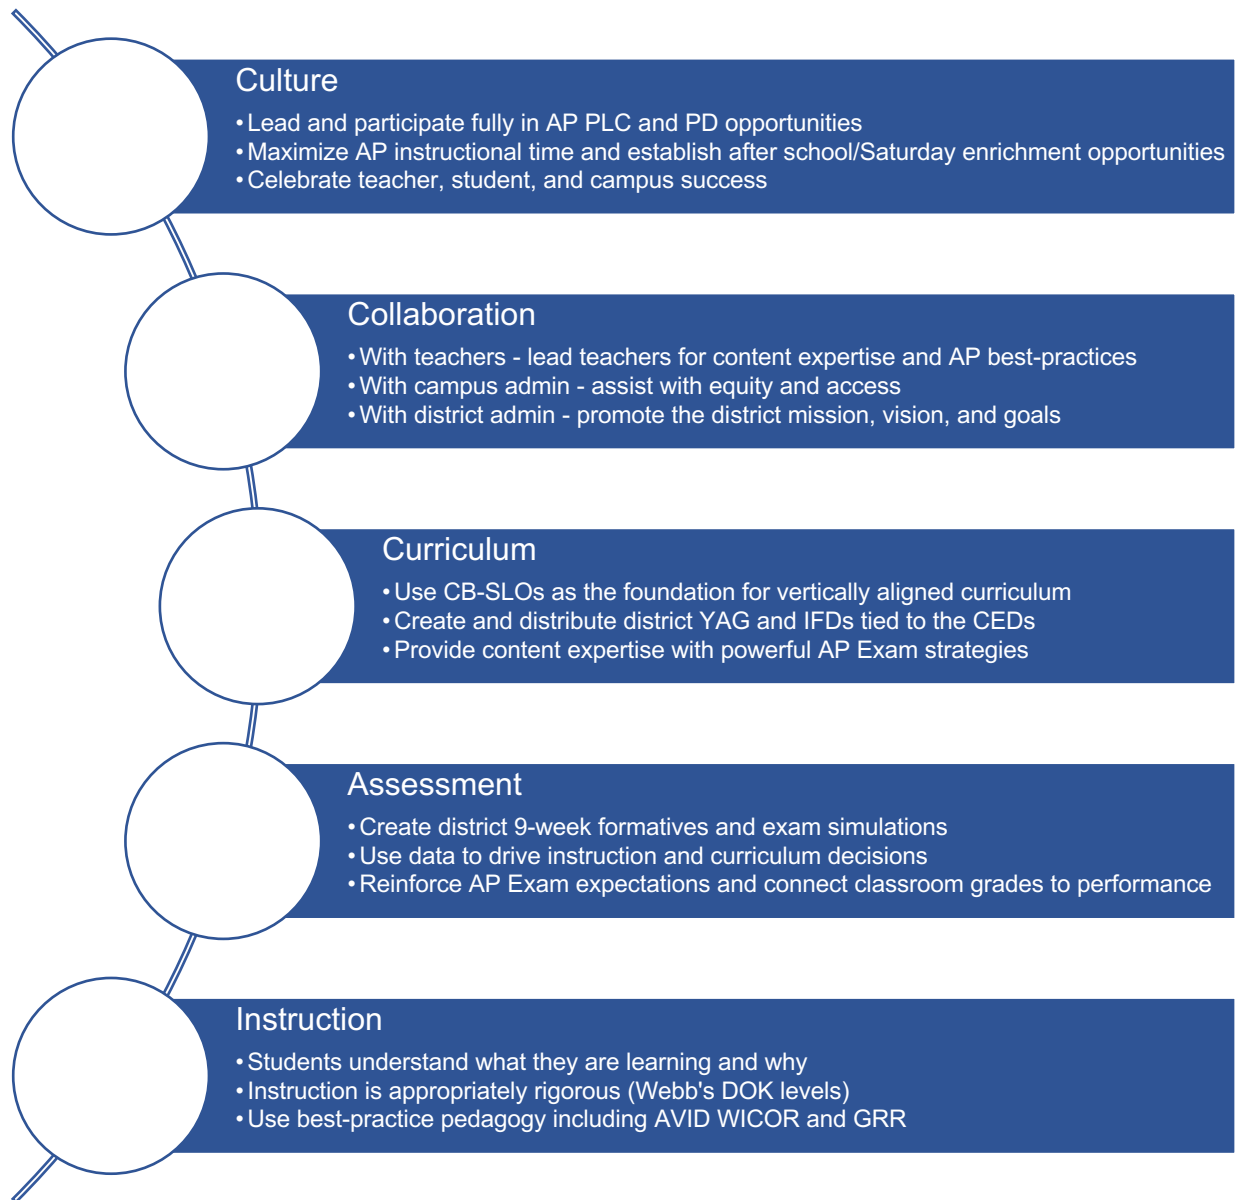 Culture
•Lead and participate fully in AP PLC and PD opportunities
•Maximize AP instructional time and establish after school/Saturday enrichment opportunities
•Celebrate teacher, student, and campus success
Collaboration
•With teachers - lead teachers for content expertise and AP best-practices
•With campus admin - assist with equity and access
•With district admin - promote the district mission, vision, and goals
Curriculum
•Use CB-SLOs as the foundation for vertically aligned curriculum
•Create and distribute district YAG and IFDs tied to the CEDs
•Provide content expertise with powerful AP Exam strategies
Assessment
•Create district 9-week formatives and exam simulations
•Use data to drive instruction and curriculum decisions
•Reinforce AP Exam expectations and connect classroom grades to performance
Instruction
•Students understand what they are learning and why
•Instruction is appropriately rigorous (Webb's DOK levels)
•Use best-practice pedagogy including AVID WICOR and GRR